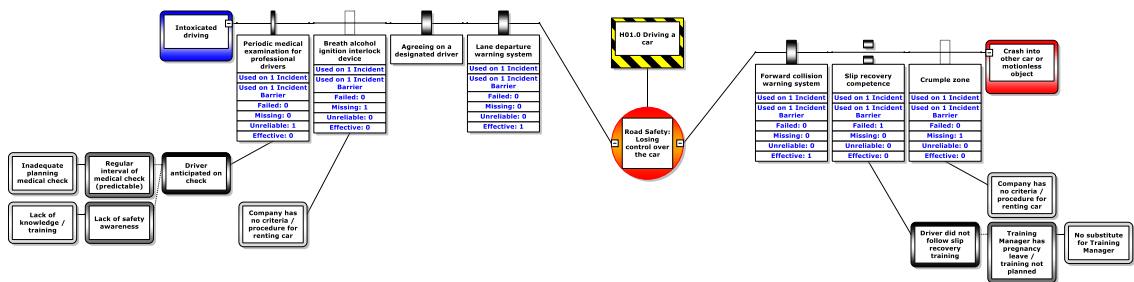 Intoxicated
driving
Periodic medical
examination for
professional
drivers
Used on 1 Incident
Used on 1 Incident
Barrier
Failed: 0
Missing: 0
Unreliable: 1
Effective: 0
Breath alcohol
ignition interlock
device
Used on 1 Incident
Used on 1 Incident
Barrier
Failed: 0
Missing: 1
Unreliable: 0
Effective: 0
Agreeing on a
designated driver
Lane departure
warning system
Used on 1 Incident
Used on 1 Incident
Barrier
Failed: 0
Missing: 0
Unreliable: 0
Effective: 1
H01.0 Driving a
car
Road Safety:
Losing
control over
the car
Forward collision
warning system
Used on 1 Incident
Used on 1 Incident
Barrier
Failed: 0
Missing: 0
Unreliable: 0
Effective: 1
Slip recovery
competence
Used on 1 Incident
Used on 1 Incident
Barrier
Failed: 1
Missing: 0
Unreliable: 0
Effective: 0
Crumple zone
Used on 1 Incident
Used on 1 Incident
Barrier
Failed: 0
Missing: 1
Unreliable: 0
Effective: 0
Crash into
other car or
motionless
object
Inadequate
planning
medical check
Regular
interval of
medical check
(predictable)
Driver
anticipated on
check
Lack of
knowledge /
training
Lack of safety
awareness
Company has
no criteria /
procedure for
renting car
Company has
no criteria /
procedure for
renting car
Driver did not
follow slip
recovery
training
Training
Manager has
pregnancy
leave /
training not
planned
No substitute
for Training
Manager